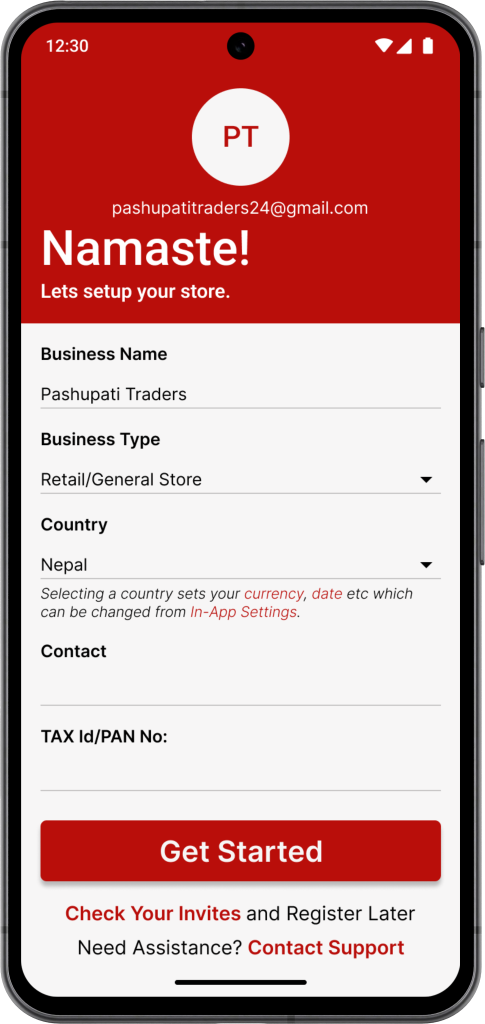 12:30
PT
pashupatitraders24@gmail.com
Namaste!
Lets setup your store.
Business Name
Pashupati Traders
Business Type
Retail/General Store
Country
Nepal
Selecting a country sets your currency, date etc which
can be changed from In-App Settings.
Contact
TAX Id/PAN No:
Get Started
Check Your Invites and Register Later
Need Assistance? Contact Support